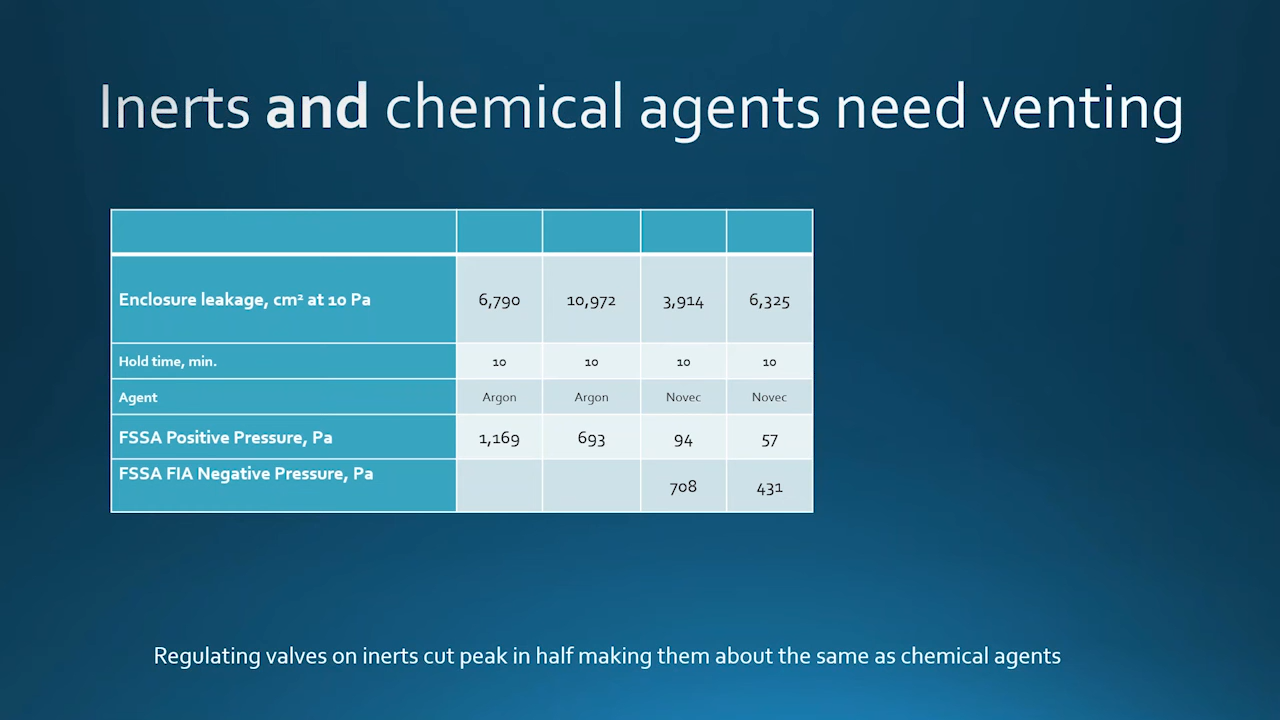 Inerts and chemical agents need venting
Enclosure leakage, cm² at 10 Pa 6,790 10,972 3,914 6,325
Hold time, min. 10 10 10 10
Agent Argon Argon Novec Novec
FSSA Positive Pressure, Pa 1,169 693 94 57
FSSA FIA Negative Pressure, Pa 708 431
Regulating valves on inerts cut peak in half making them about the same as chemical agents